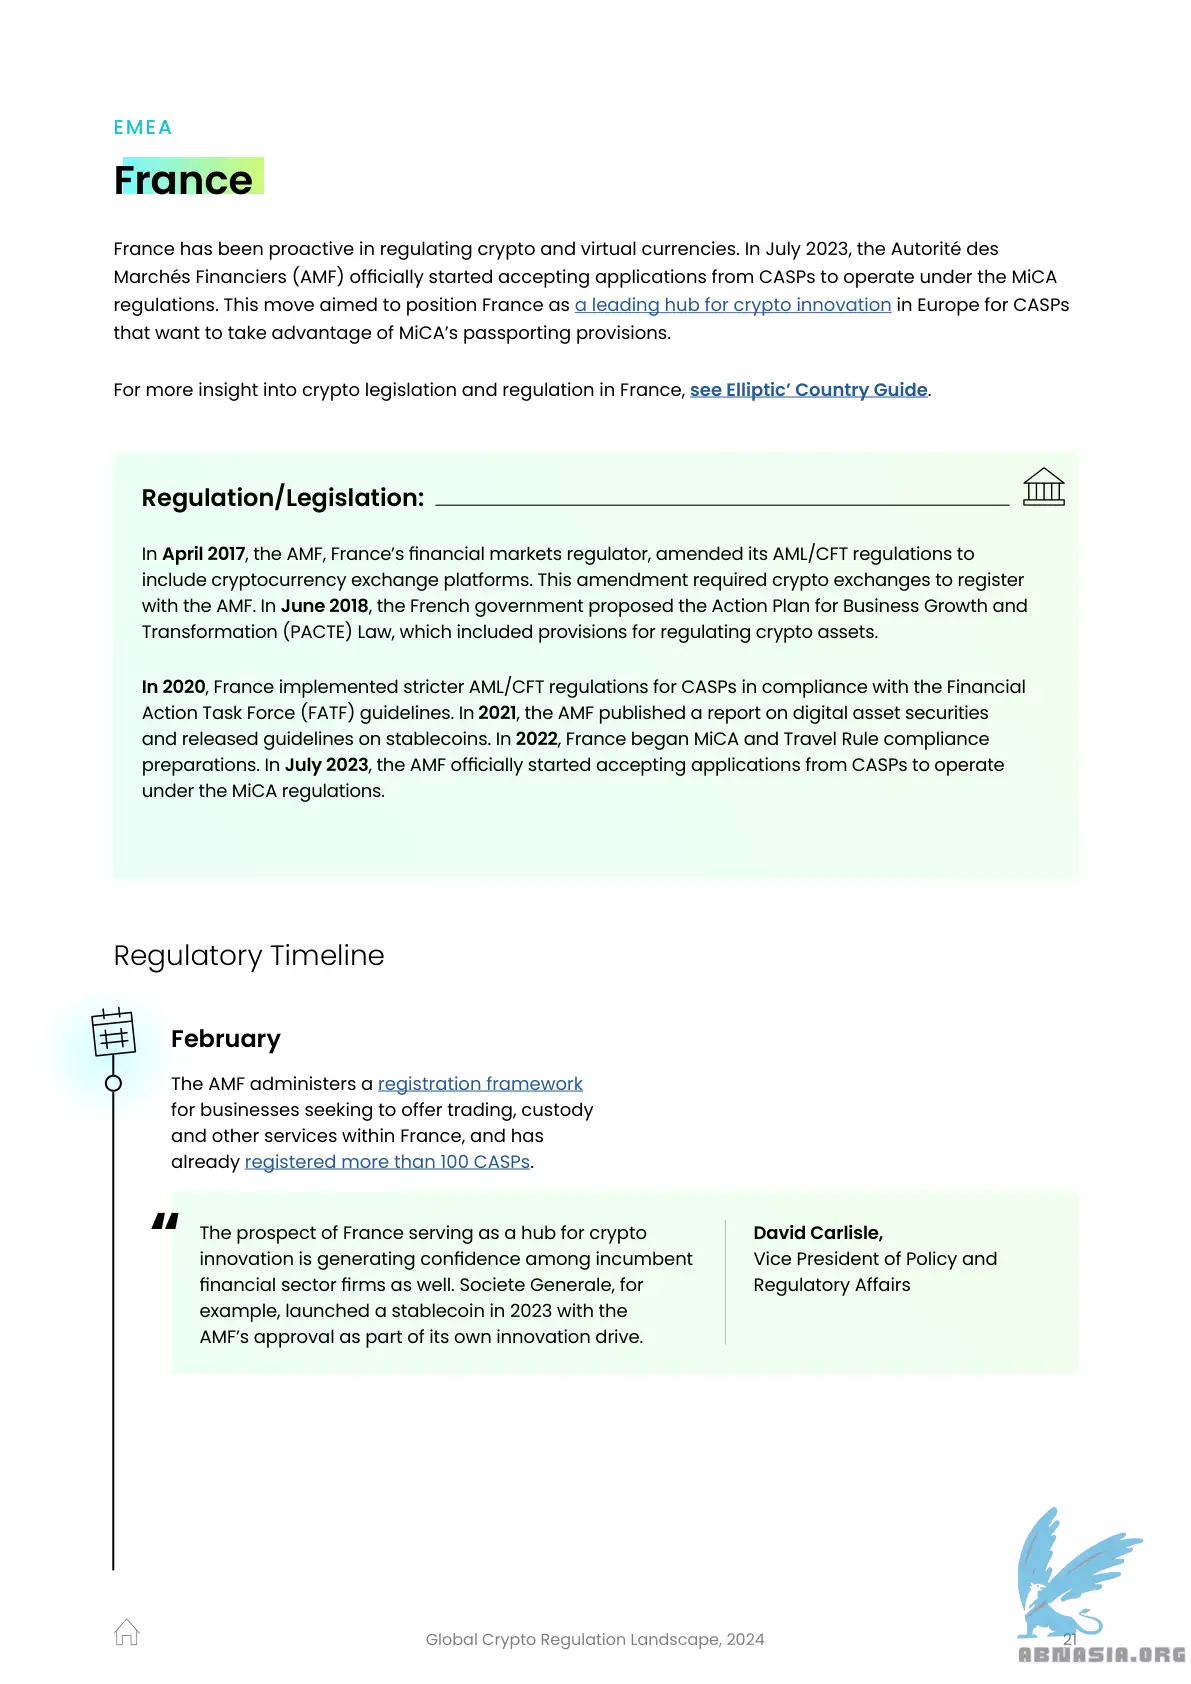 EMEA
France
France has been proactive in regulating crypto and virtual currencies. In July 2023, the Autorité des
Marchés Financiers (AMF) officially started accepting applications from CASPs to operate under the MiCA
regulations. This move aimed to position France as a leading hub for crypto innovation in Europe for CASPs
that want to take advantage of MiCA’s passporting provisions.
For more insight into crypto legislation and regulation in France, see Elliptic’ Country Guide.
Regulation/Legislation:
In April 2017, the AMF, France’s financial markets regulator, amended its AML/CFT regulations to
include cryptocurrency exchange platforms. This amendment required crypto exchanges to register
with the AMF. In June 2018, the French government proposed the Action Plan for Business Growth and
Transformation (PACTE) Law, which included provisions for regulating crypto assets.
In 2020, France implemented stricter AML/CFT regulations for CASPs in compliance with the Financial
Action Task Force (FATF) guidelines. In 2021, the AMF published a report on digital asset securities
and released guidelines on stablecoins. In 2022, France began MiCA and Travel Rule compliance
preparations. In July 2023, the AMF officially started accepting applications from CASPs to operate
under the MiCA regulations.
Regulatory Timeline
February
The AMF administers a registration framework
for businesses seeking to offer trading, custody
and other services within France, and has
already registered more than 100 CASPs.
“
The prospect of France serving as a hub for crypto
innovation is generating confidence among incumbent
financial sector firms as well. Societe Generale, for
example, launched a stablecoin in 2023 with the
AMF’s approval as part of its own innovation drive.
David Carlisle,
Vice President of Policy and
Regulatory Affairs
Global Crypto Regulation Landscape, 2024
21
ABNASIA.ORG